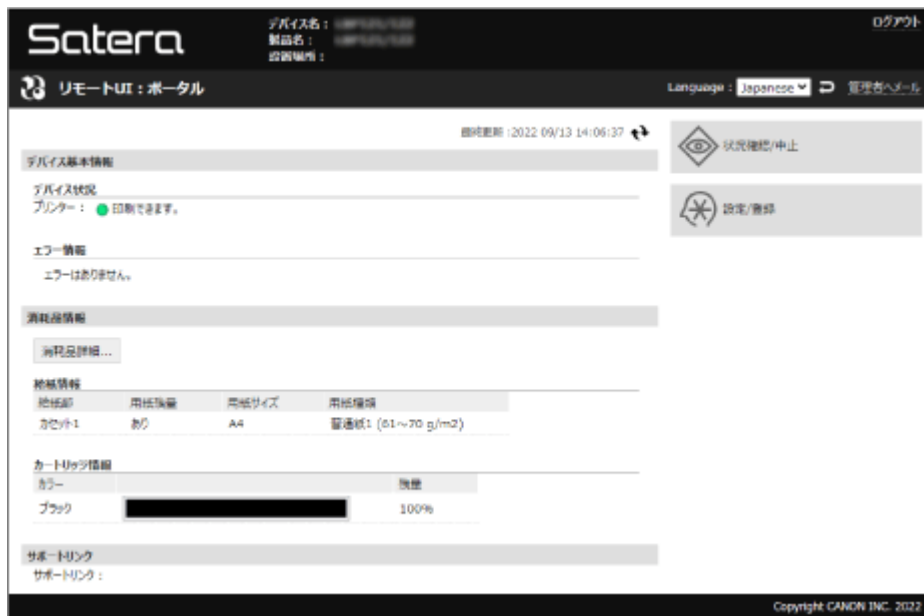 Satera
デバイス名：
製品名：
設置場所：
ログアウト
リモートUI：ポータル
Language : Japanese 管理者へメール
最終更新 :2022 09/13 14:06:37
デバイス基本情報
デバイス状況
プリンター： 印刷できます。
エラー情報
エラーはありません。
消耗品情報
消耗品詳細...
給紙情報
給紙部 用紙残量 用紙サイズ 用紙種類
カセット1 あり A4 普通紙1 (61～70 g/m2)
カートリッジ情報
カラー 残量
ブラック 100%
サポートリンク
サポートリンク：
状況確認/中止
設定/登録
Copyright CANON INC. 2022